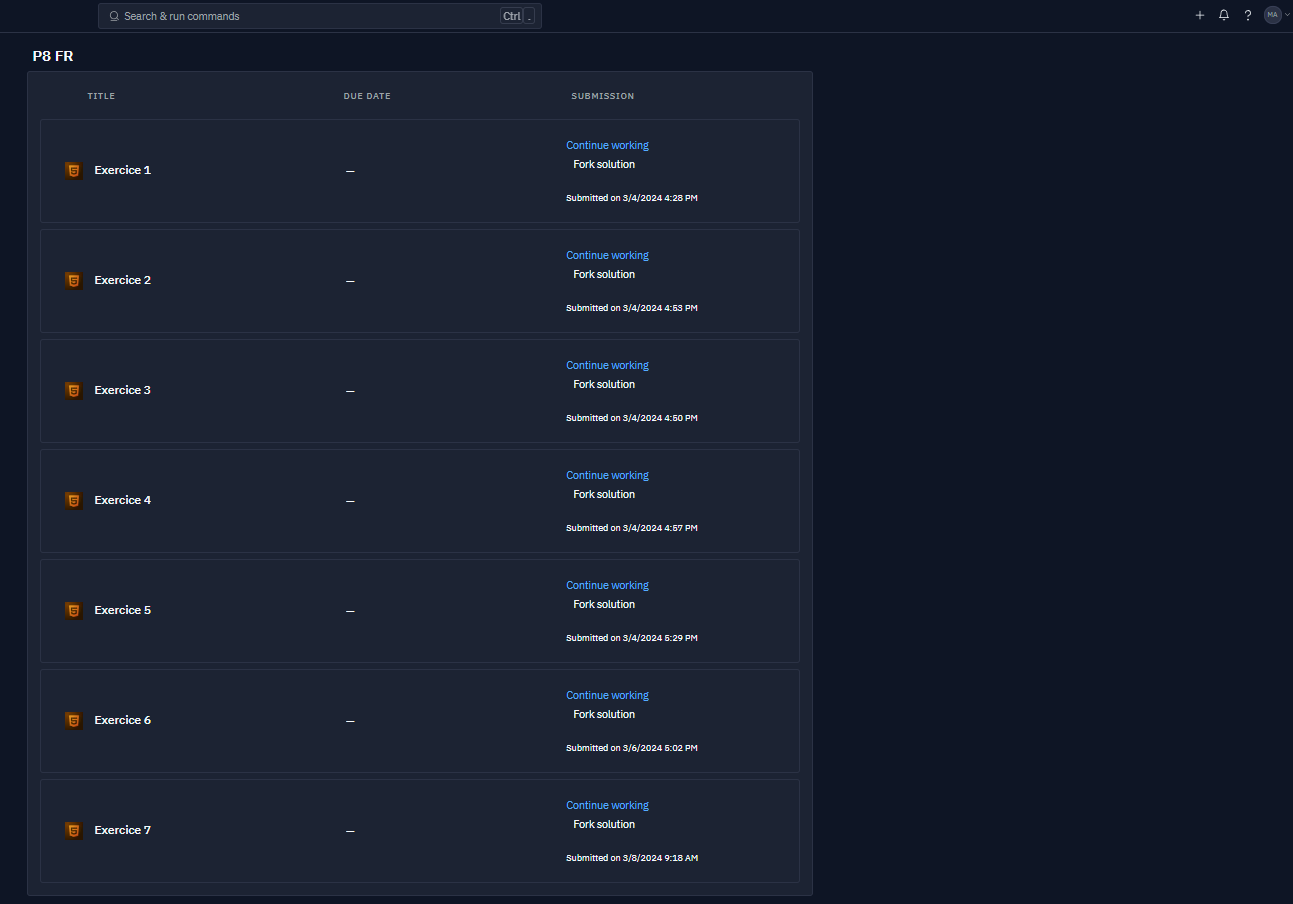 Search & run commands Ctrl .
MA
P8 FR
TITLE DUE DATE SUBMISSION
Exercice 1 — Continue working
Fork solution
Submitted on 3/4/2024 4:28 PM
Exercice 2 — Continue working
Fork solution
Submitted on 3/4/2024 4:53 PM
Exercice 3 — Continue working
Fork solution
Submitted on 3/4/2024 4:50 PM
Exercice 4 — Continue working
Fork solution
Submitted on 3/4/2024 4:57 PM
Exercice 5 — Continue working
Fork solution
Submitted on 3/4/2024 5:29 PM
Exercice 6 — Continue working
Fork solution
Submitted on 3/6/2024 5:02 PM
Exercice 7 — Continue working
Fork solution
Submitted on 3/8/2024 9:18 AM